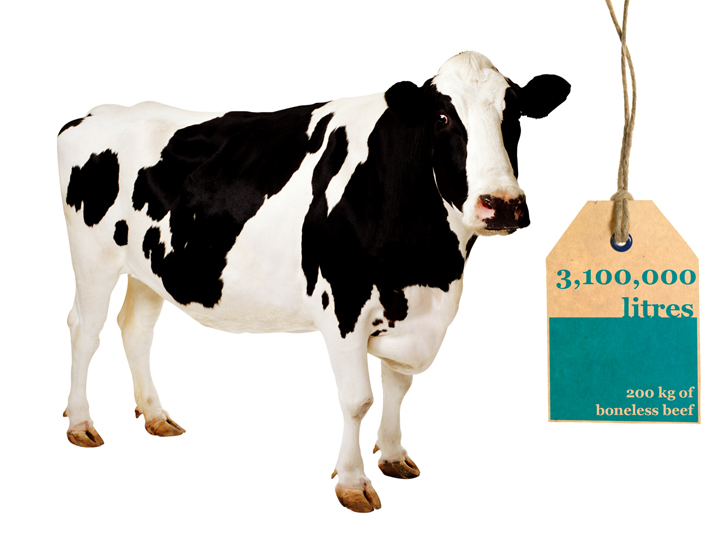 3,100,000
litres
200 kg of
boneless beef